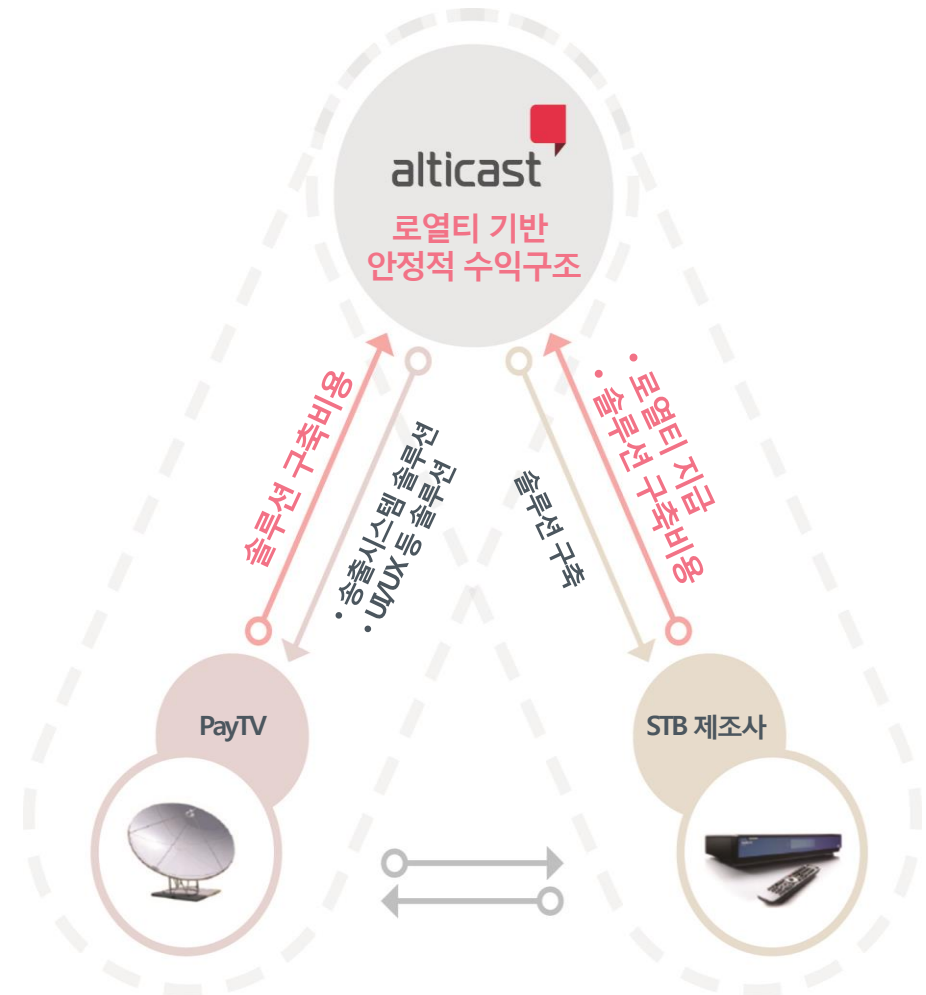 alticast
로열티 기반
안정적 수익구조
솔루션 구축비용
• 송출시스템 솔루션
• UI/UX 등 솔루션
솔루션 구축
• 로열티 지급
• 솔루션 구축비용
PayTV
STB 제조사